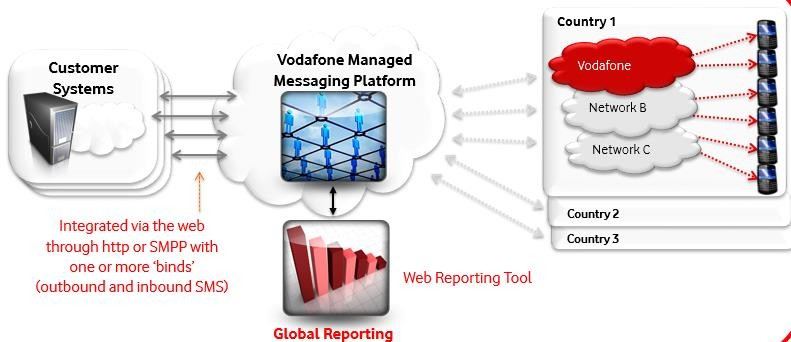 Customer
Systems
Vodafone Managed
Messaging Platform
Country 1
Vodafone
Network B
Network C
Country 2
Country 3
Integrated via the web
through http or SMPP with
one or more ‘binds’
(outbound and inbound SMS)
Web Reporting Tool
Global Reporting